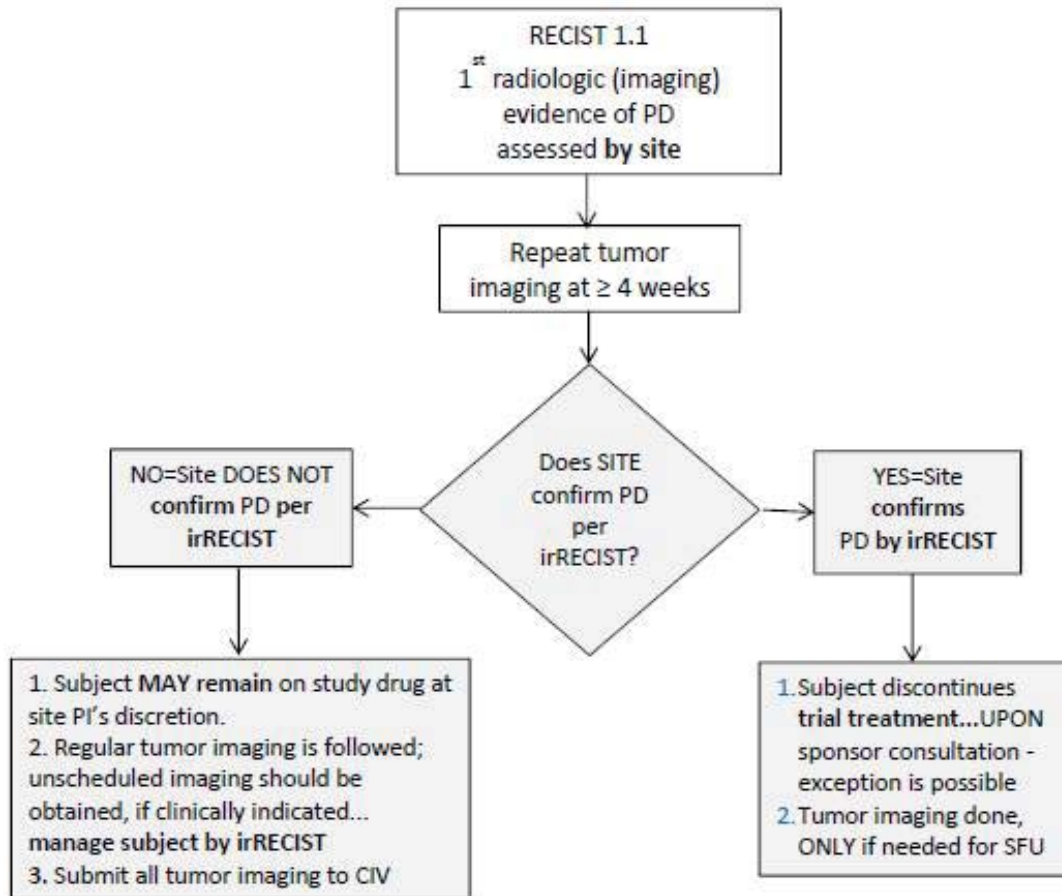 RECIST 1.1
1st radiologic (imaging)
evidence of PD
assessed by site
Repeat tumor
imaging at ≥ 4 weeks
Does SITE
confirm PD
per
irRECIST?
NO=Site DOES NOT
confirm PD per
irRECIST
YES=Site
confirms
PD by irRECIST
1. Subject MAY remain on study drug at
site PI's discretion.
2. Regular tumor imaging is followed;
unscheduled imaging should be
obtained, if clinically indicated...
manage subject by irRECIST
3. Submit all tumor imaging to CIV
1. Subject discontinues
trial treatment...UPON
sponsor consultation -
exception is possible
2. Tumor imaging done,
ONLY if needed for SFU